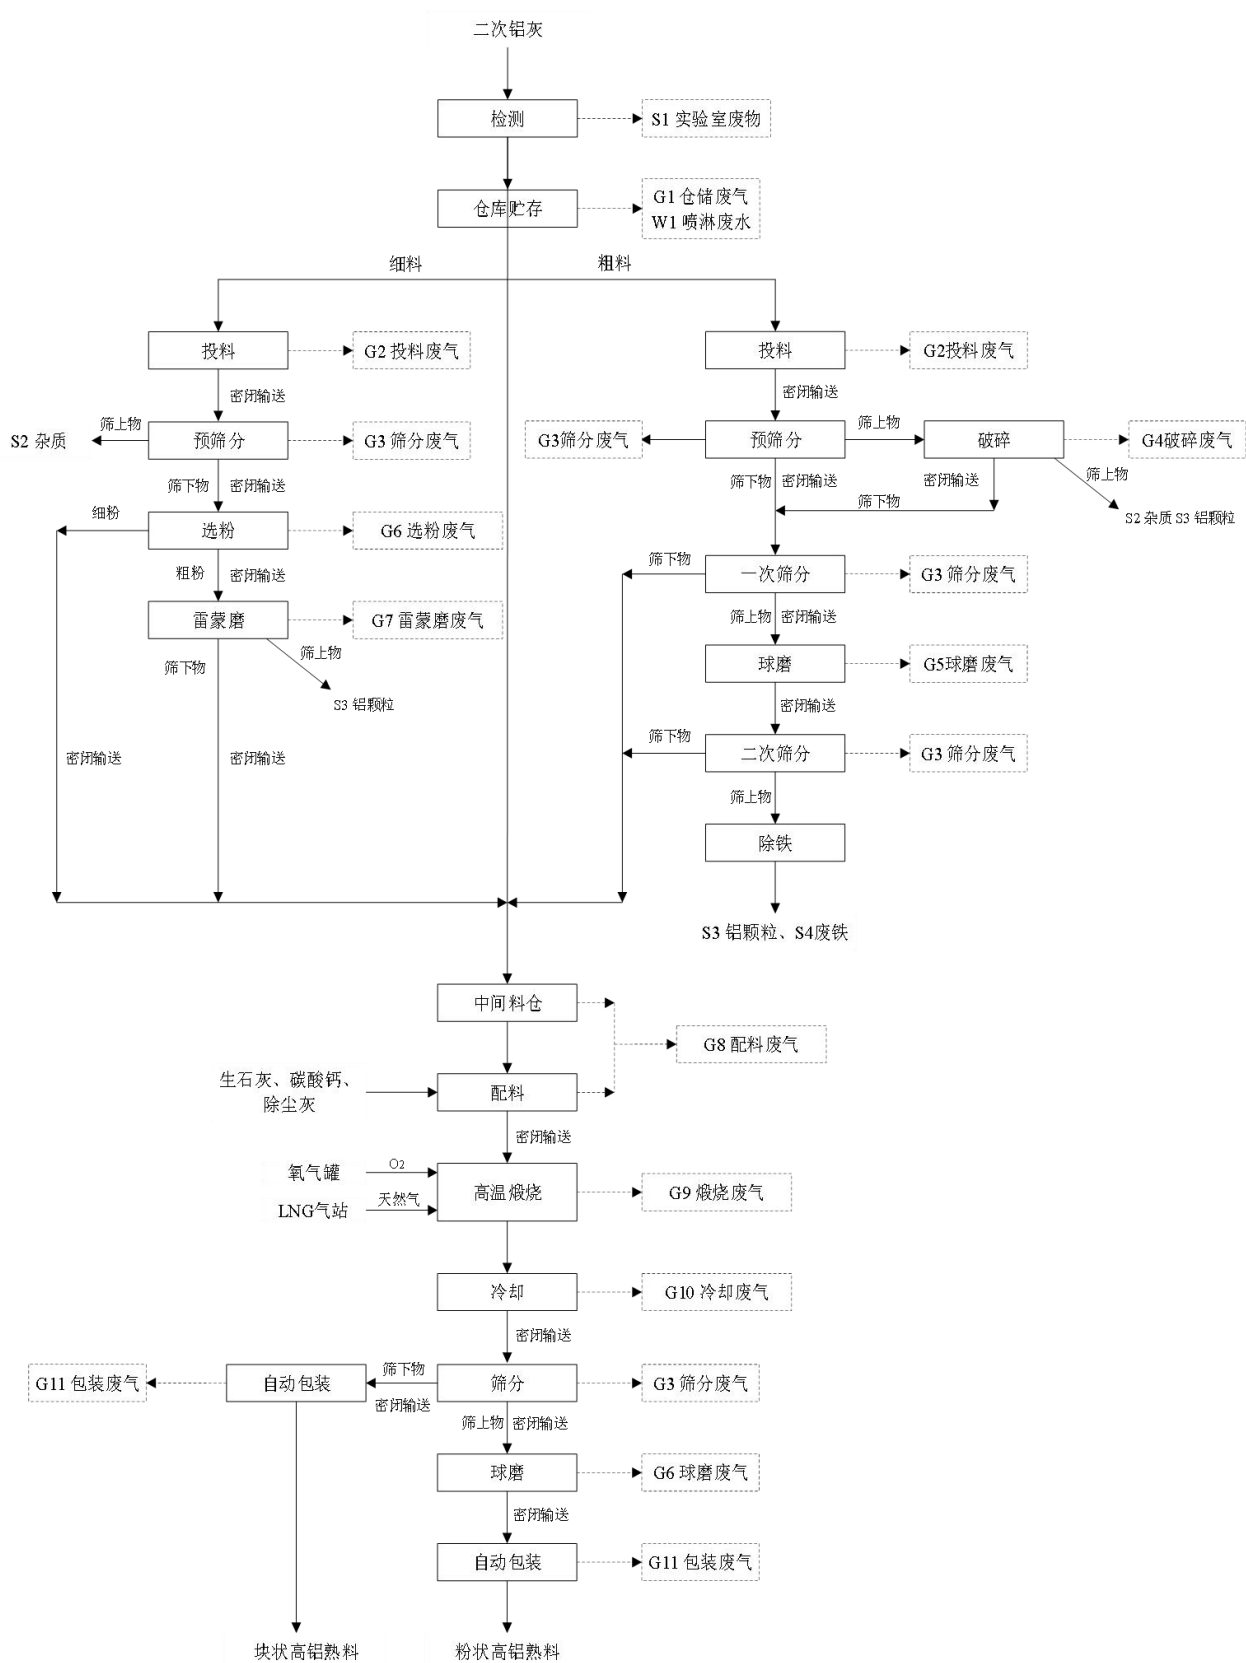 二次铝灰
检测
S1 实验室废物
仓库贮存
G1 仓储废气
W1 喷淋废水
细料
粗料
投料
G2 投料废气
投料
G2投料废气
密闭输送
密闭输送
S2 杂质
筛上物
预筛分
G3 筛分废气
G3筛分废气
预筛分
筛上物
破碎
G4破碎废气
筛下物
密闭输送
筛下物
密闭输送
密闭输送
筛上物
筛下物
S2 杂质 S3 铝颗粒
细粉
选粉
G6 选粉废气
粗粉
密闭输送
筛下物
一次筛分
G3 筛分废气
雷蒙磨
G7 雷蒙磨废气
筛上物
密闭输送
筛下物
筛上物
S3 铝颗粒
球磨
G5球磨废气
密闭输送
密闭输送
密闭输送
筛下物
二次筛分
G3 筛分废气
筛上物
除铁
S3 铝颗粒、S4废铁
中间料仓
G8 配料废气
生石灰、碳酸钙、
除尘灰
配料
密闭输送
氧气罐
O2
LNG气站
天然气
高温煅烧
G9 煅烧废气
冷却
G10 冷却废气
密闭输送
G11 包装废气
自动包装
筛下物
密闭输送
筛分
G3 筛分废气
筛上物
密闭输送
球磨
G6 球磨废气
密闭输送
自动包装
G11 包装废气
块状高铝熟料
粉状高铝熟料